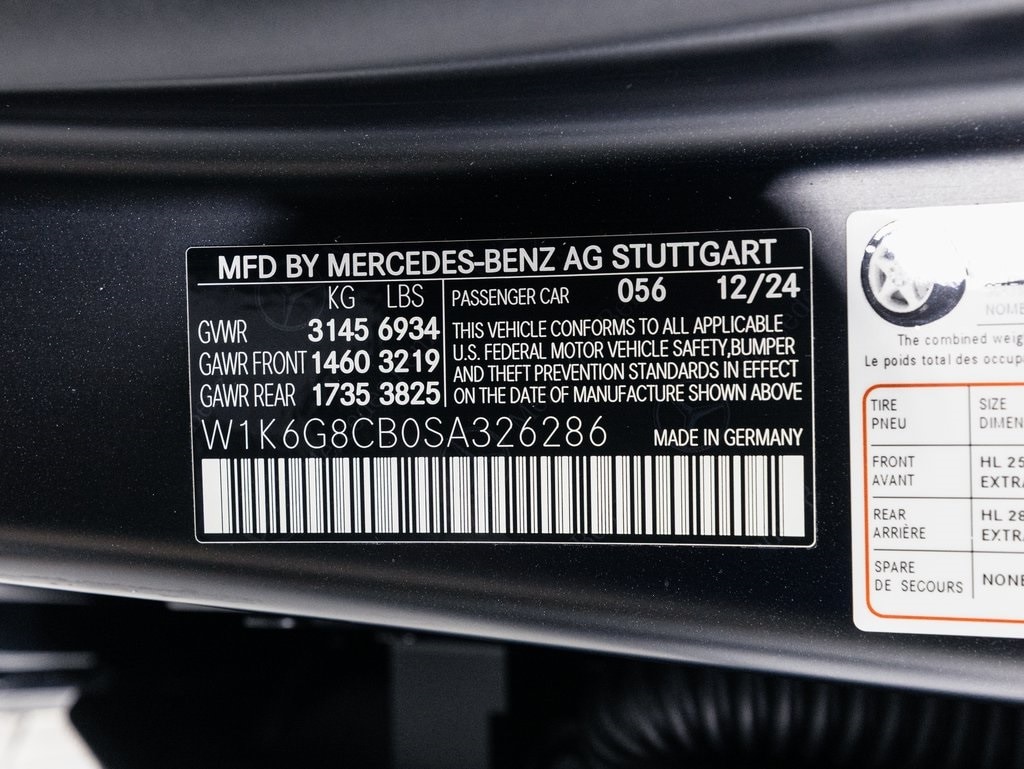 MFD BY MERCEDES-BENZ AG STUTTGART
KG LBS
GVWR 3145 6934
GAWR FRONT 1460 3219
GAWR REAR 1735 3825
PASSENGER CAR 056 12/24
THIS VEHICLE CONFORMS TO ALL APPLICABLE
U.S. FEDERAL MOTOR VEHICLE SAFETY,BUMPER
AND THEFT PREVENTION STANDARDS IN EFFECT
ON THE DATE OF MANUFACTURE SHOWN ABOVE
W1K6G8CB0SA326286 MADE IN GERMANY
The combined
Le poids total des
TIRE SIZE
PNEU
FRONT HL
AVANT
REAR HL
ARRIÈRE
SPARE
DE SECOURS NONE